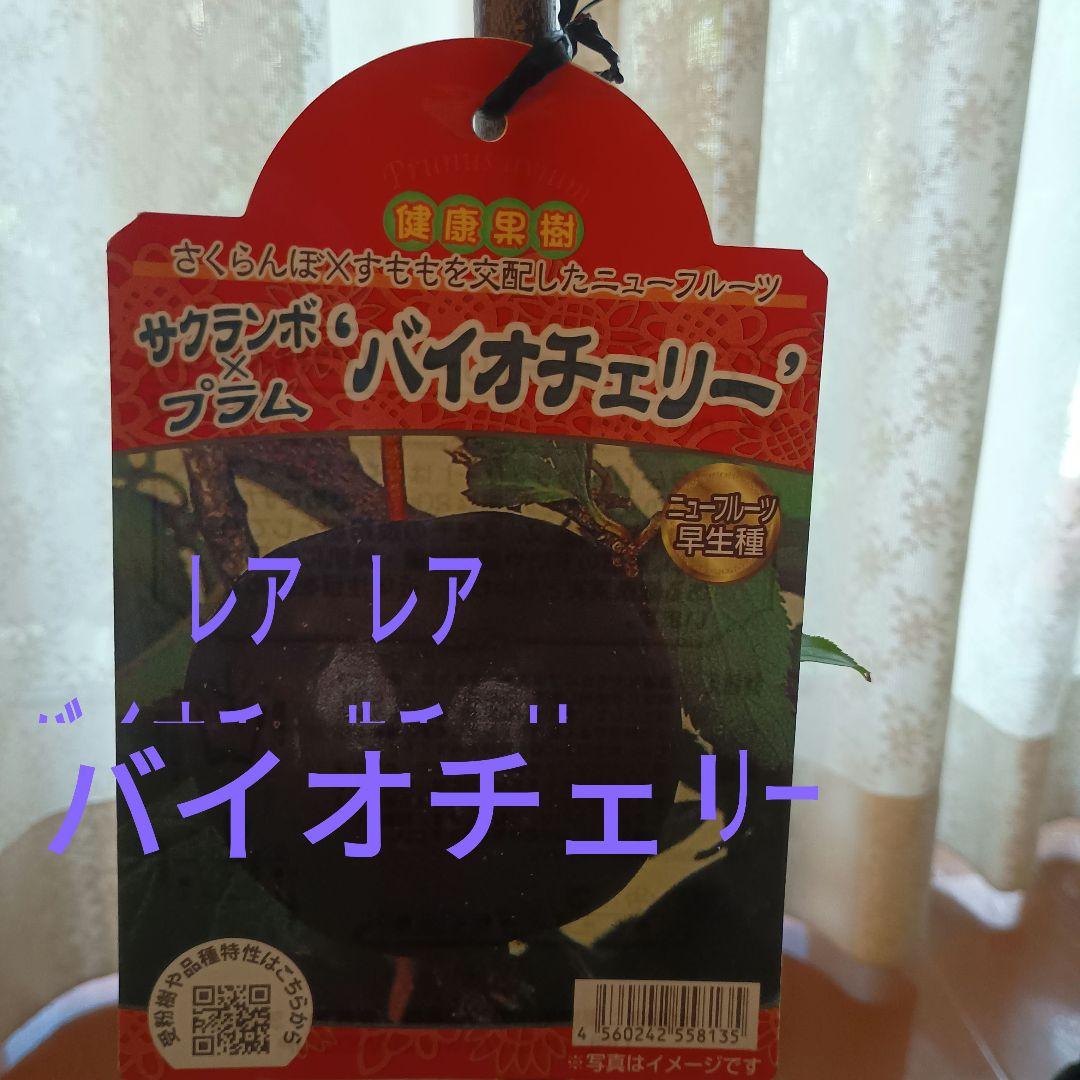 Prunus avium
健康果樹
さくらんぼ×すももを交配したニューフルーツ
サクランボ
×
プラム
‘バイオチェリー’
ニューフルーツ
早生種
レア レア
バイオチェリー
受粉樹や品種特性はこちらから
4 560242 558135
※写真はイメージです